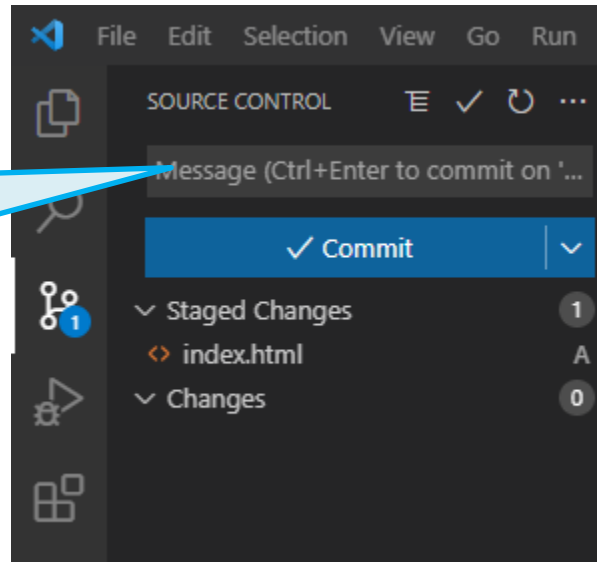 File Edit Selection View Go Run
SOURCE CONTROL
Message (Ctrl+Enter to commit on '...
Commit
1
Staged Changes 1
index.html A
Changes 0